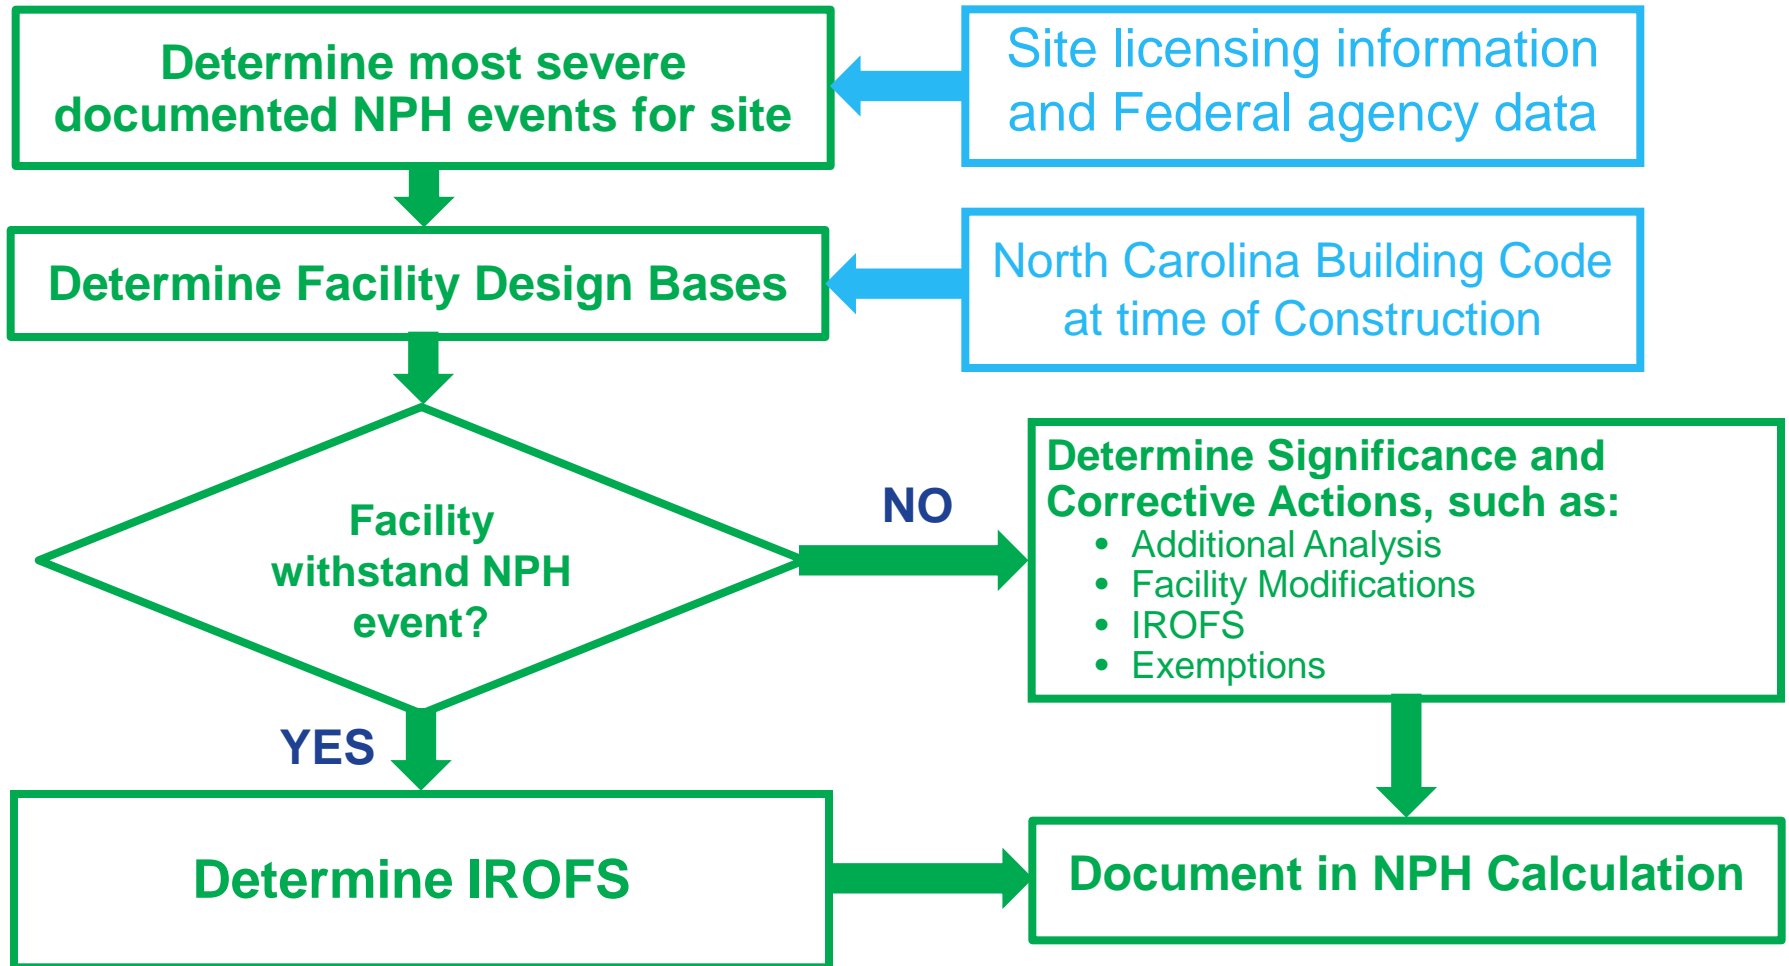 Determine most severe
documented NPH events for site
Site licensing information
and Federal agency data
Determine Facility Design Bases
North Carolina Building Code
at time of Construction
Facility
withstand NPH
event?
NO
Determine Significance and
Corrective Actions, such as:
• Additional Analysis
• Facility Modifications
• IROFS
• Exemptions
YES
Determine IROFS
Document in NPH Calculation